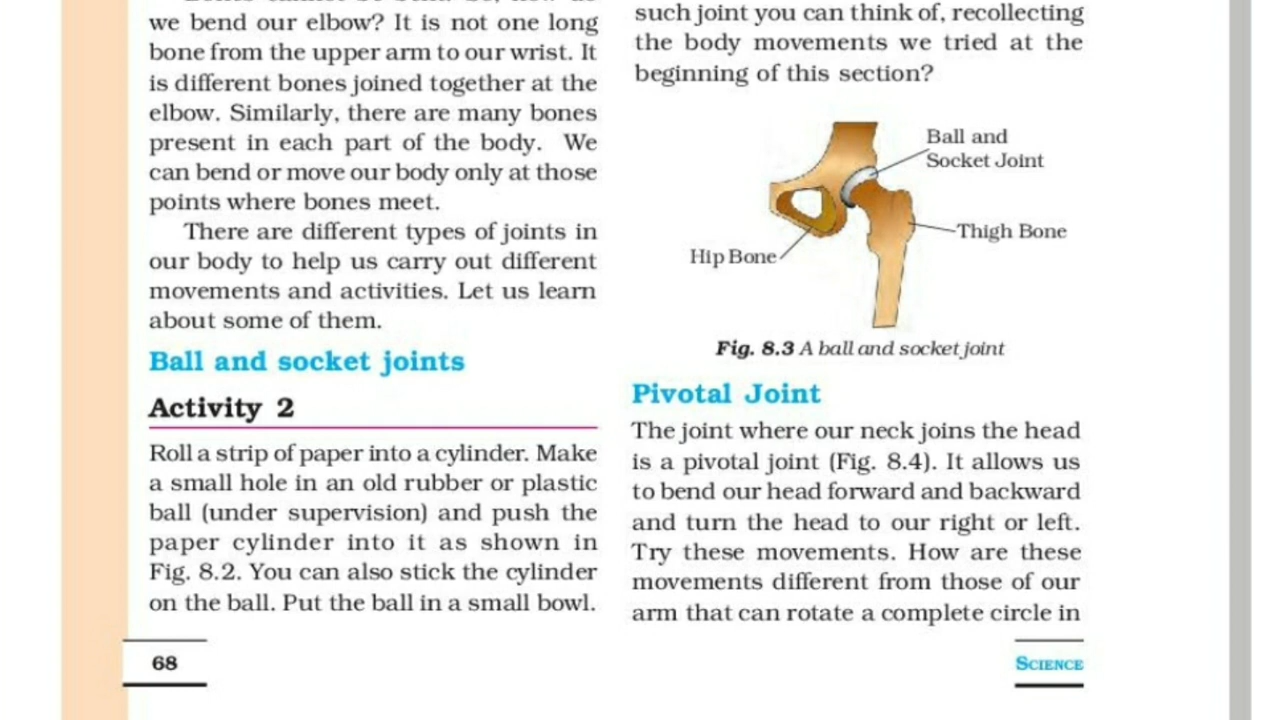 we bend our elbow? It is not one long
bone from the upper arm to our wrist. It
is different bones joined together at the
elbow. Similarly, there are many bones
present in each part of the body. We
can bend or move our body only at those
points where bones meet.
There are different types of joints in
our body to help us carry out different
movements and activities. Let us learn
about some of them.
Ball and socket joints
Activity 2
Roll a strip of paper into a cylinder. Make
a small hole in an old rubber or plastic
ball (under supervision) and push the
paper cylinder into it as shown in
Fig. 8.2. You can also stick the cylinder
on the ball. Put the ball in a small bowl.
such joint you can think of, recollecting
the body movements we tried at the
beginning of this section?
Ball and
Socket Joint
Thigh Bone
Hip Bone
Fig. 8.3 A ball and socket joint
Pivotal Joint
The joint where our neck joins the head
is a pivotal joint (Fig. 8.4). It allows us
to bend our head forward and backward
and turn the head to our right or left.
Try these movements. How are these
movements different from those of our
arm that can rotate a complete circle in
68
SCIENCE